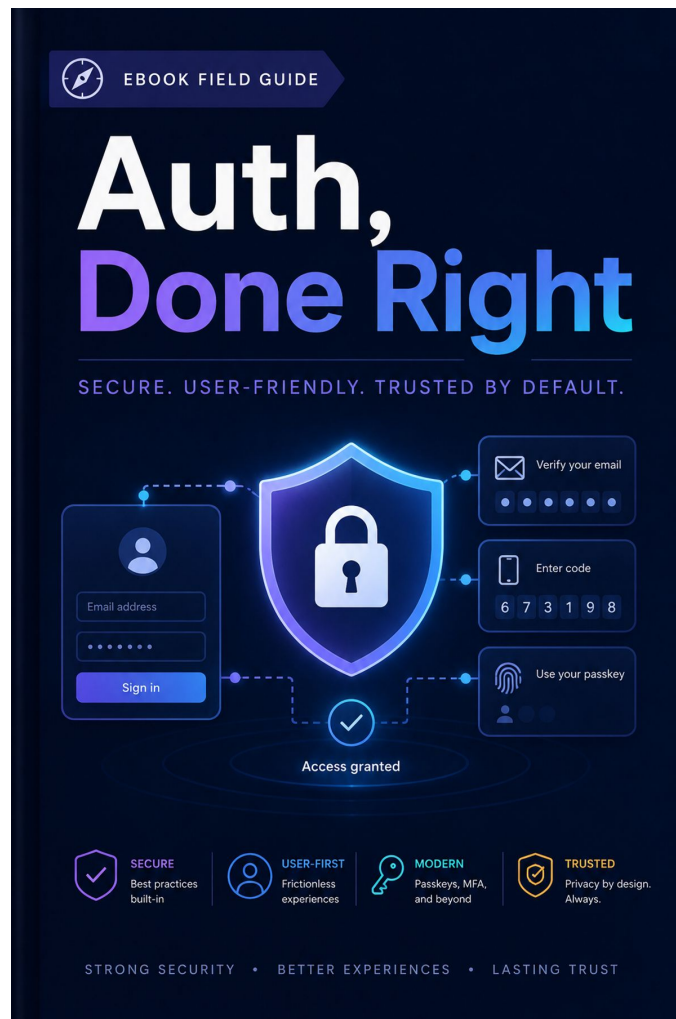 EBOOK FIELD GUIDE
Auth,
Done Right
SECURE. USER-FRIENDLY. TRUSTED BY DEFAULT.
Email address
Sign in
Verify your email
Enter code
6 7 3 1 9 8
Use your passkey
Access granted
SECURE
Best practices
built-in
USER-FIRST
Frictionless
experiences
MODERN
Passkeys, MFA,
and beyond
TRUSTED
Privacy by design.
Always.
STRONG SECURITY • BETTER EXPERIENCES • LASTING TRUST